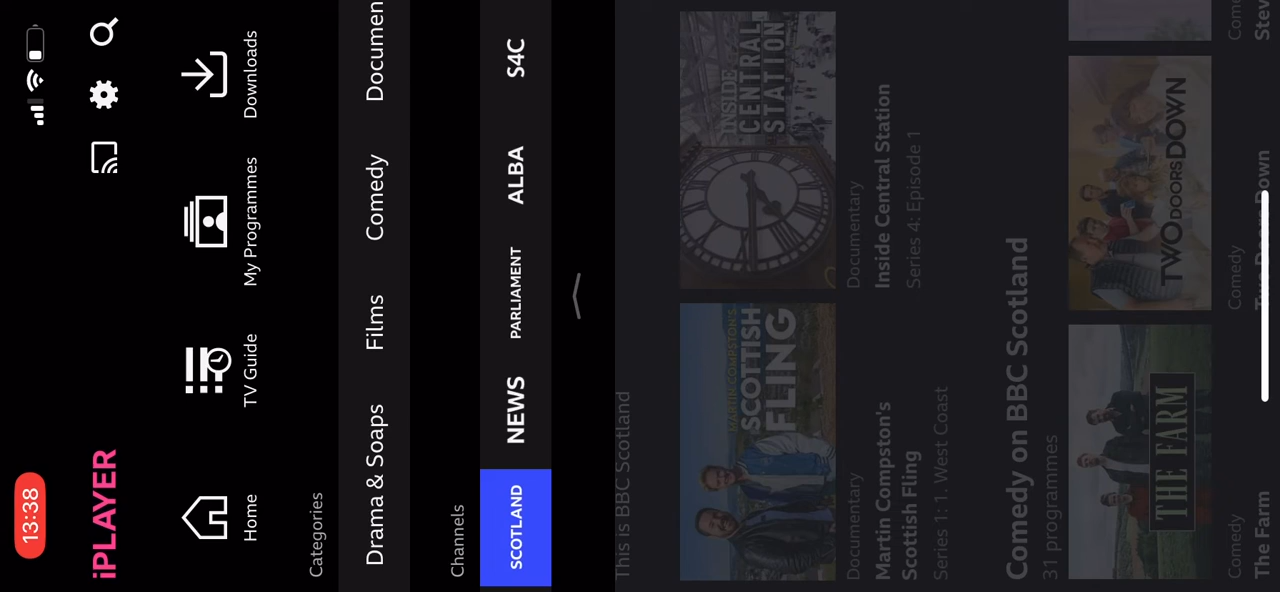 13:38
iPLAYER
Home
TV Guide
My Programmes
Downloads
Categories
Drama & Soaps
Films
Comedy
Documen
Channels
SCOTLAND
NEWS
PARLIAMENT
ALBA
S4C
This is BBC Scotland
MARTIN COMPSTON'S
SCOTTISH
FLING
INSIDE
CENTRAL
STATION
Documentary
Martin Compston's
Scottish Fling
Series 1: 1. West Coast
Documentary
Inside Central Station
Series 4: Episode 1
Comedy on BBC Scotland
31 programmes
THE FARM
TWO DOORS DOWN
Comedy
The Farm
Comedy
Two Doors Down
Come
Stev